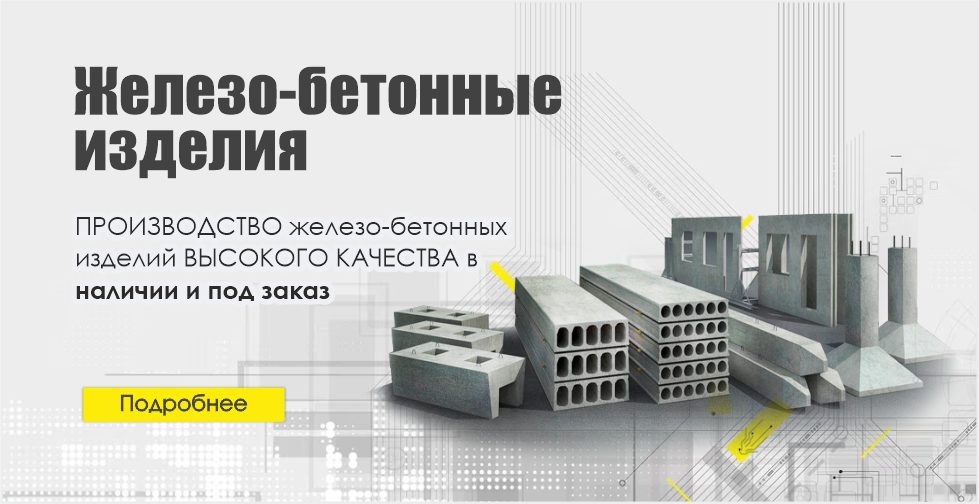 Железо-бетонные
изделия
ПРОИЗВОДСТВО железо-бетонных
изделий ВЫСОКОГО КАЧЕСТВА в
наличии и под заказ
Подробнее